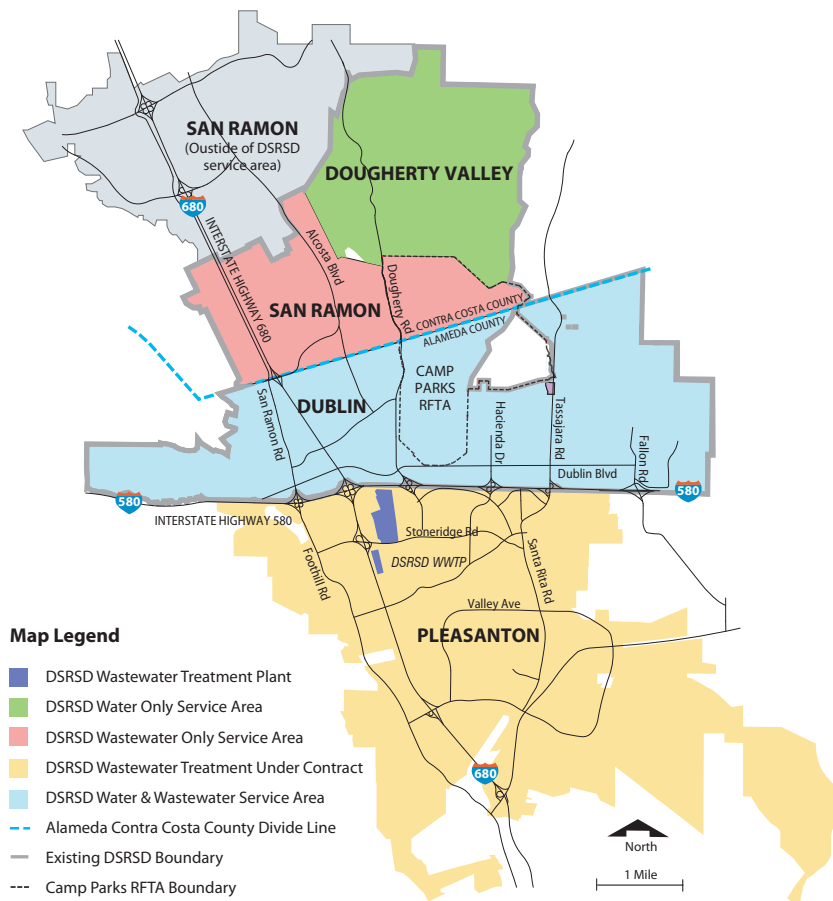 SAN RAMON
(Oustide of DSRSD
service area)
DOUGHERTY VALLEY
680
INTERSTATE HIGHWAY 680
Alcosta Blvd
Dougherty Rd
SAN RAMON
CONTRA COSTA COUNTY
ALAMEDA COUNTY
CAMP
PARKS
RFTA
DUBLIN
San Ramon Rd
Hacienda Dr
Tassajara Rd
Fallon Rd
Dublin Blvd
580
580
INTERSTATE HIGHWAY 580
Stoneridge Rd
DSRSD WWTP
Foothill Rd
Santa Rita Rd
Valley Ave
PLEASANTON
680
Map Legend
DSRSD Wastewater Treatment Plant
DSRSD Water Only Service Area
DSRSD Wastewater Only Service Area
DSRSD Wastewater Treatment Under Contract
DSRSD Water & Wastewater Service Area
Alameda Contra Costa County Divide Line
Existing DSRSD Boundary
Camp Parks RFTA Boundary
North
1 Mile